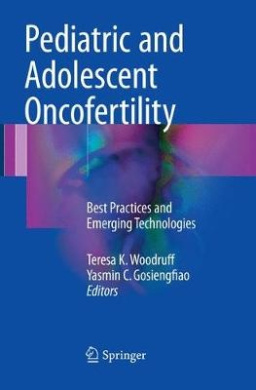 Pediatric and
Adolescent
Oncofertility
Best Practices and
Emerging Technologies
Teresa K. Woodruff
Yasmin C. Gosiengfiao
Editors
Springer